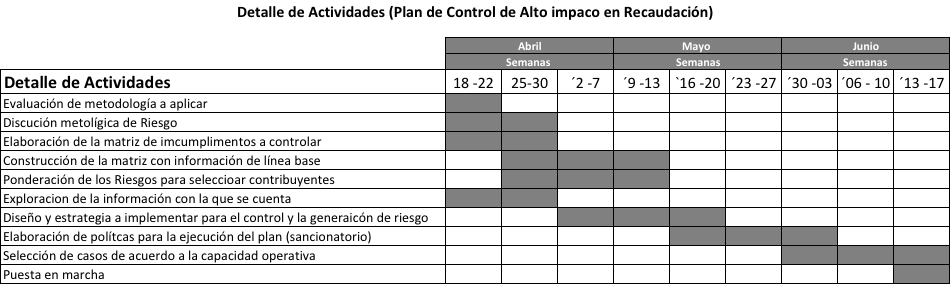 Detalle de Actividades (Plan de Control de Alto impaco en Recaudación)
Abril Mayo Junio
Semanas Semanas Semanas
Detalle de Actividades 18 -22 25-30 ´2 -7 ´9 -13 `16 -20 ´23 -27 ´30 -03 ´06 - 10 ´13 -17
Evaluación de metodología a aplicar
Discución metolígica de Riesgo
Elaboración de la matriz de imcumplimentos a controlar
Construcción de la matriz con información de línea base
Ponderación de los Riesgos para seleccioar contribuyentes
Exploracion de la información con la que se cuenta
Diseño y estrategia a implementar para el control y la generaicón de riesgo
Elaboración de polítcas para la ejecución del plan (sancionatorio)
Selección de casos de acuerdo a la capacidad operativa
Puesta en marcha